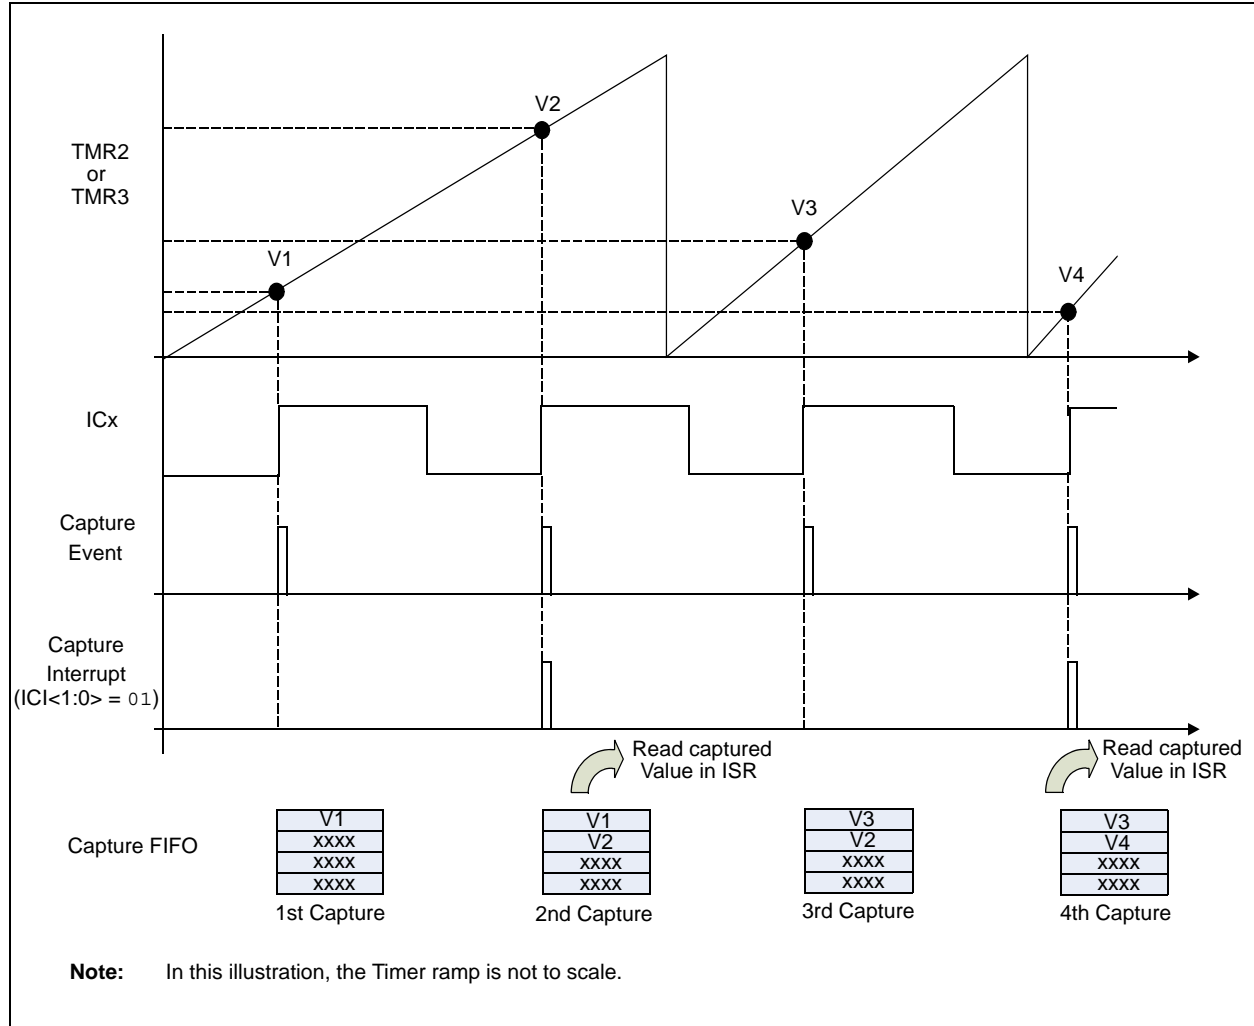 V2
TMR2
or
TMR3
V3
V1
V4
ICx
Capture
Event
Capture
Interrupt
(ICI<1:0> = 01)
Read captured
Value in ISR
Read captured
Value in ISR
Capture FIFO
V1
xxxx
xxxx
xxxx
1st Capture
V1
V2
xxxx
xxxx
2nd Capture
V3
V2
xxxx
xxxx
3rd Capture
V3
V4
xxxx
xxxx
4th Capture
Note: In this illustration, the Timer ramp is not to scale.